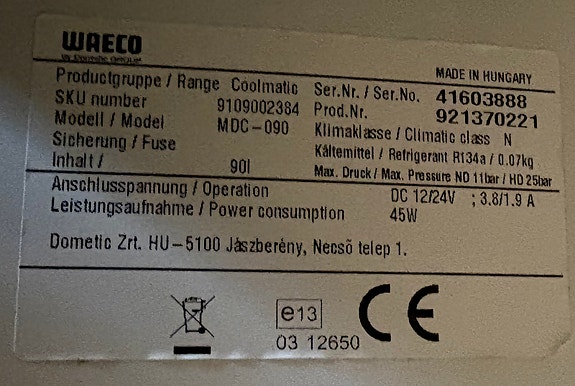 WAECO
MADE IN HUNGARY
Productgruppe / Range Coolmatic
SKU number 9109002384
Modell / Model MDC-090
Sicherung / Fuse
Inhalt / 90l
Ser.Nr. / Ser.No. 41603888
Prod.Nr. 921370221
Klimaklasse / Climatic class N
Kältemittel / Refrigerant R134a / 0.07kg
Max. Druck / Max. Pressure ND 11bar / HD 25bar
Anschlusspannung / Operation DC 12/24V ; 3.8/1.9 A
Leistungsaufnahme / Power consumption 45W
Dometic Zrt. HU-5100 Jászberény, Necsö telep 1.
e13
03 12650
CE